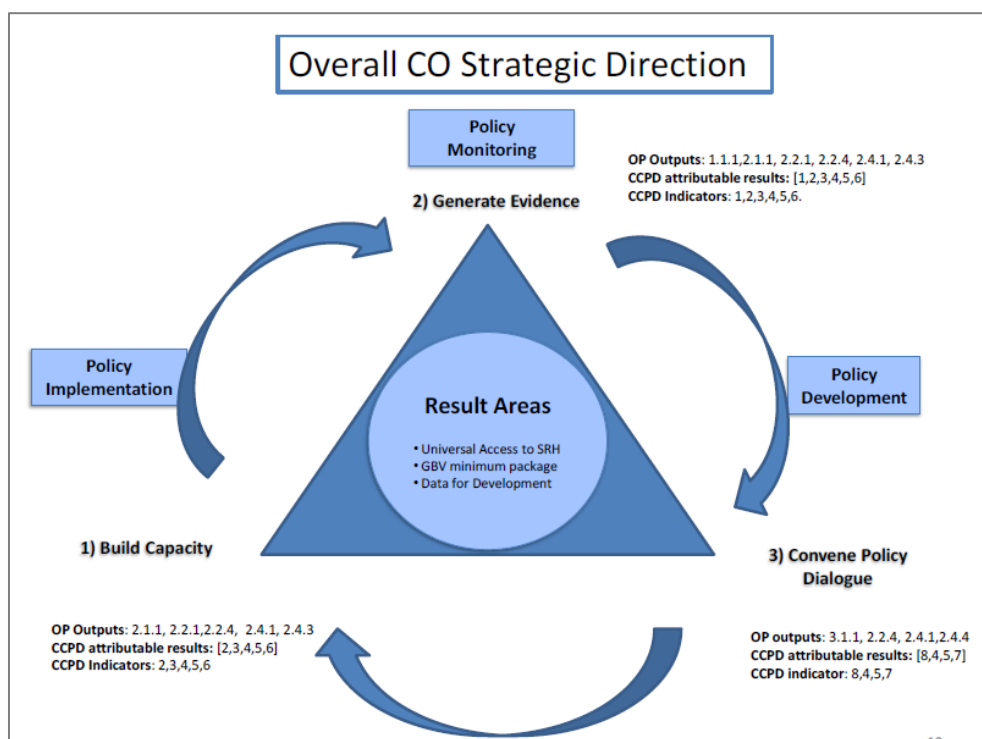 Overall CO Strategic Direction
Policy
Monitoring
OP Outputs: 1.1.1,2.1.1, 2.2.1, 2.2.4, 2.4.1, 2.4.3
CCPD attributable results: [1,2,3,4,5,6]
CCPD Indicators: 1,2,3,4,5,6.
2) Generate Evidence
Policy
Implementation
Policy
Development
Result Areas
• Universal Access to SRH
• GBV minimum package
• Data for Development
1) Build Capacity
3) Convene Policy
Dialogue
OP Outputs: 2.1.1, 2.2.1,2.2.4, 2.4.1, 2.4.3
CCPD attributable results: [2,3,4,5,6]
CCPD Indicators: 2,3,4,5,6
OP outputs: 3.1.1, 2.2.4, 2.4.1,2.4.4
CCPD attributable results: [8,4,5,7]
CCPD indicator: 8,4,5,7